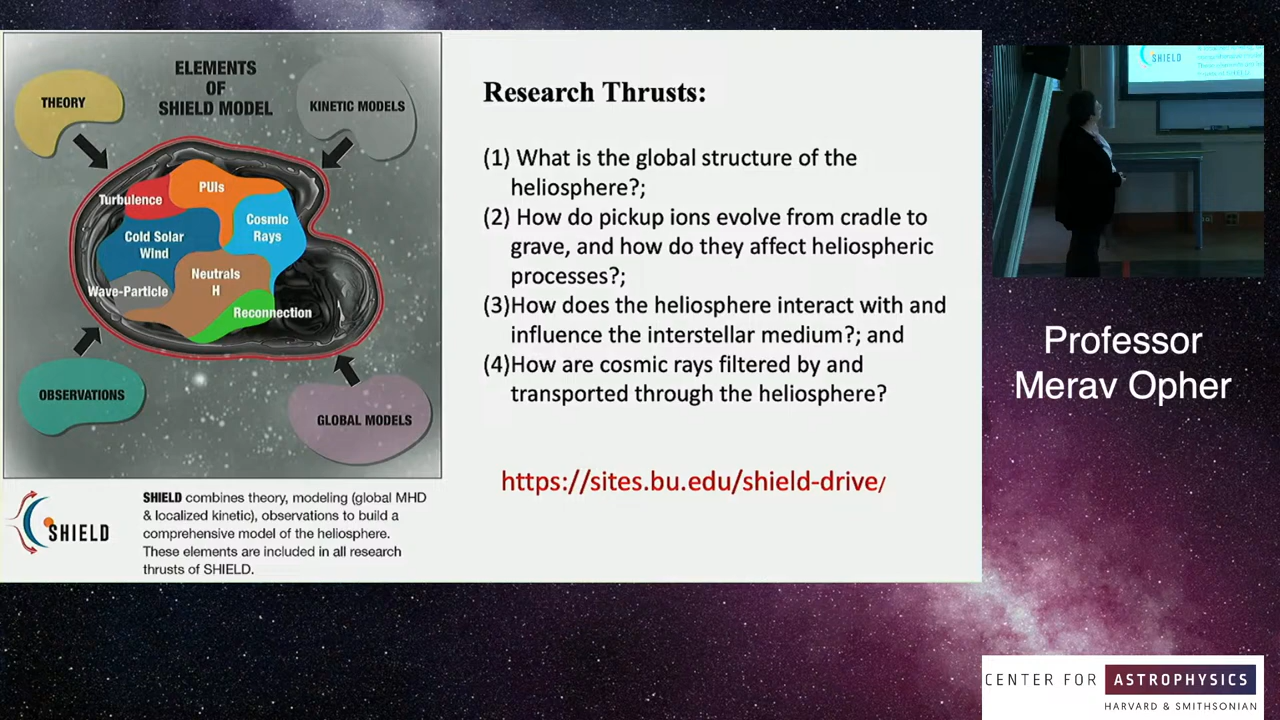 ELEMENTS
OF
SHIELD MODEL
THEORY
KINETIC MODELS
PUIs
Turbulence
Cosmic
Rays
Cold Solar
Wind
Neutrals
H
Wave-Particle
Reconnection
OBSERVATIONS
GLOBAL MODELS
SHIELD
SHIELD combines theory, modeling (global MHD
& localized kinetic), observations to build a
comprehensive model of the heliosphere.
These elements are included in all research
thrusts of SHIELD.
Research Thrusts:
(1) What is the global structure of the
heliosphere?;
(2) How do pickup ions evolve from cradle to
grave, and how do they affect heliospheric
processes?;
(3)How does the heliosphere interact with and
influence the interstellar medium?; and
(4)How are cosmic rays filtered by and
transported through the heliosphere?
https://sites.bu.edu/shield-drive/
SHIELD
Professor
Merav Opher
CENTER FOR ASTROPHYSICS
HARVARD & SMITHSONIAN